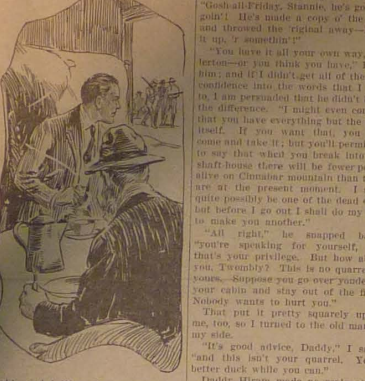 "Gosh-all-Friday, Stannie, he's go
goin'! He's made a copy o' the
and throwed the 'riginal away—
it up, 'r somethin'!"
"You have it all your own way,
terton—or you think you have,"
him; and if I didn't get all of the
confidence into the words that I
to, I am persuaded that he didn't
the difference. "I might even con
that you have everything but the
itself. If you want that, you
come and take it; but you'll permit
to say that when you break into
shaft-house there will be fewer pe
alive on Cinnabar mountain than
are at the present moment. I
quite possibly be one of the dead
but before I go out I shall do my
to make you another."
"All right," he snapped b
"you're speaking for yourself,
that's your privilege. But how a
you, Twombly? This is no quarre
yours. Suppose you go over yonde
your cabin and stay out of the fi
Nobody wants to hurt you."
That put it pretty squarely up
me, too, so I turned to the old ma
my side.
"It's good advice, Daddy," I s
"and this isn't your quarrel. Yo
better duck while you can."
Daddy Hiram made